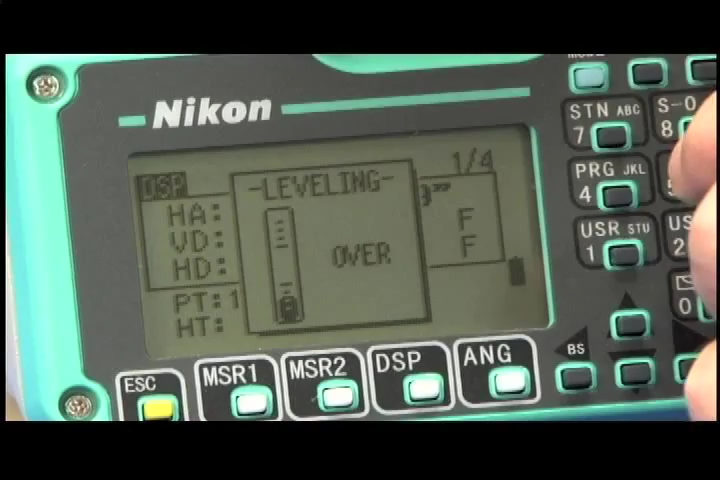 Nikon
DSP
1/4
-LEVELING-
HA:
VD:
HD:
OVER
F
F
PT:1
HT:
MODE
STN ABC
7
S-O
8
PRG JKL
4
5
USR STU
1
US
2
0
BS
ESC
MSR1
MSR2
DSP
ANG